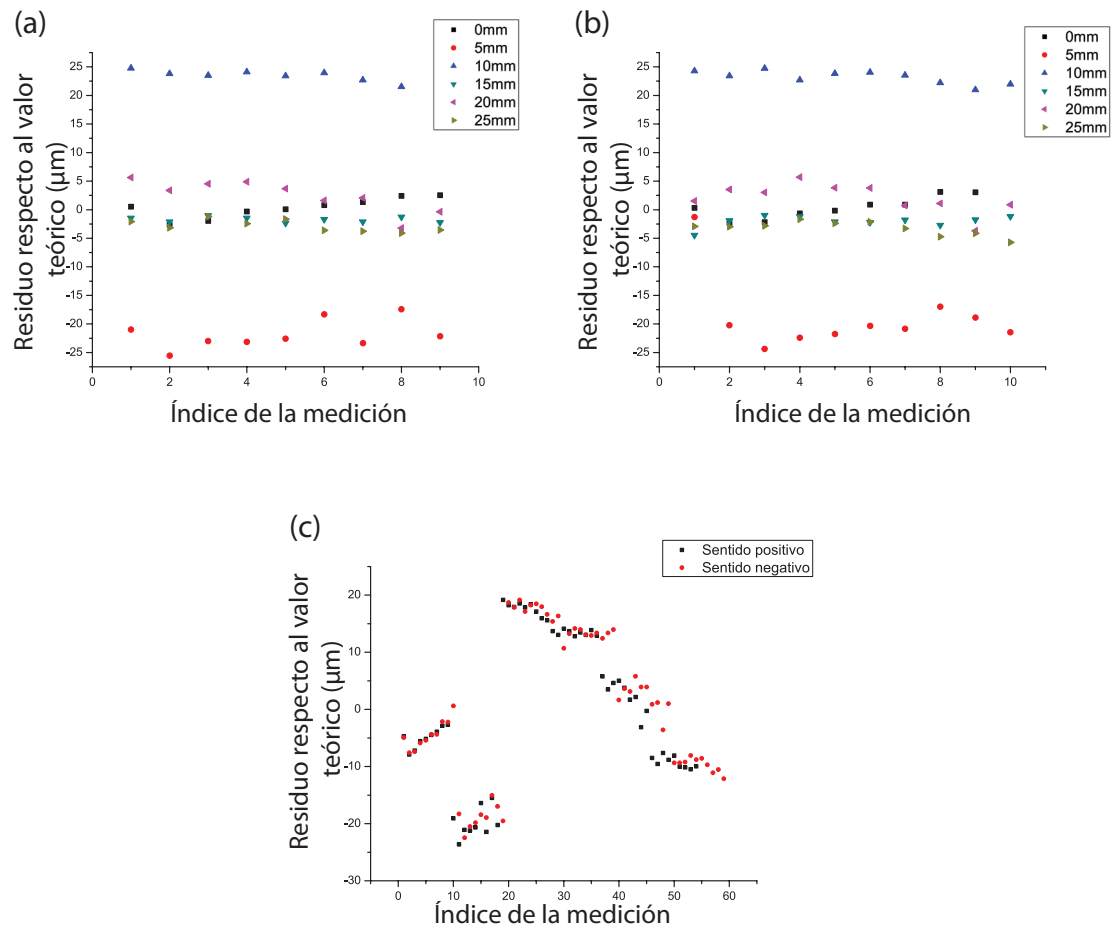 (a)
0mm
5mm
10mm
15mm
20mm
25mm
25
20
15
10
5
0
-5
-10
-15
-20
-25
0
2
4
6
8
10
Residuo respecto al valor
teórico (µm)
Índice de la medición
(b)
0mm
5mm
10mm
15mm
20mm
25mm
25
20
15
10
5
0
-5
-10
-15
-20
-25
0
2
4
6
8
10
Residuo respecto al valor
teórico (µm)
Índice de la medición
(c)
Sentido positivo
Sentido negativo
20
10
0
-10
-20
-30
0
10
20
30
40
50
60
Residuo respecto al valor
teórico (µm)
Índice de la medición